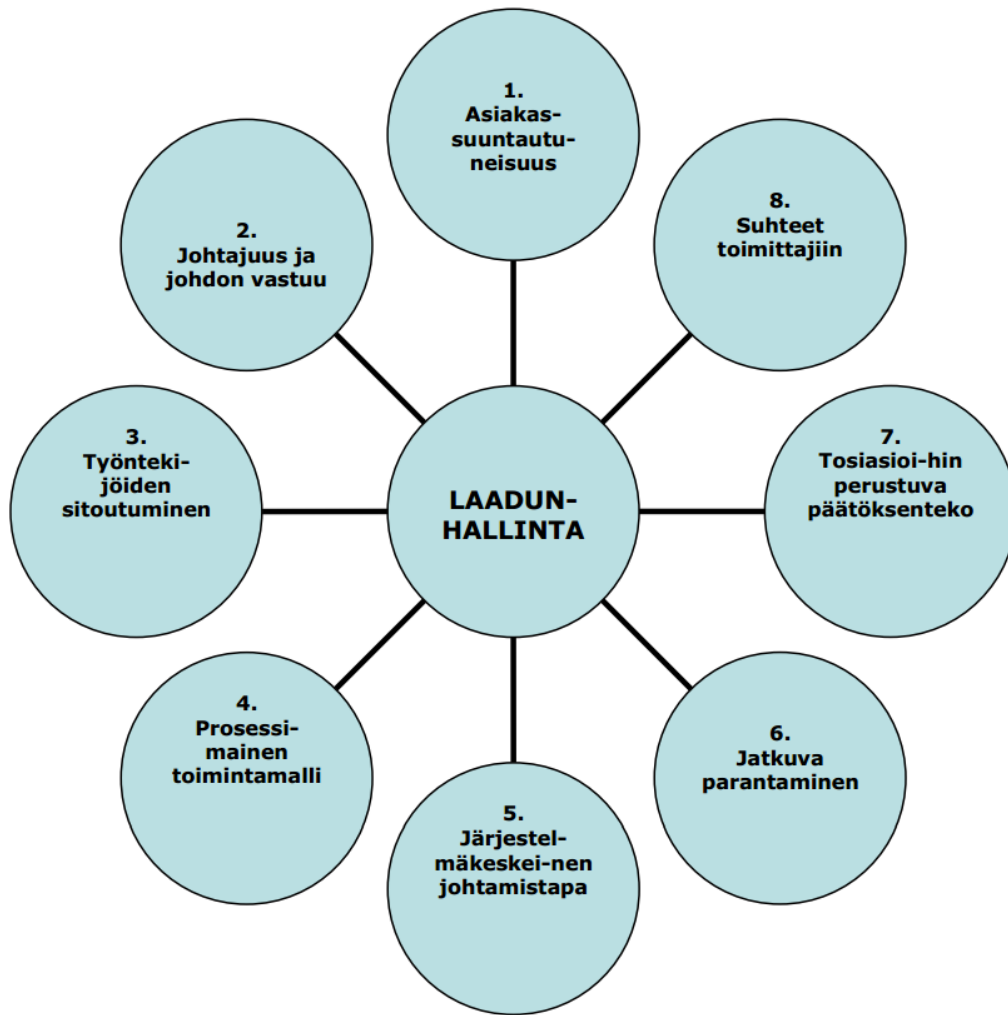 1.
Asiakas-
suuntautu-
neisuus
2.
Johtajuus ja
johdon vastuu
3.
Työnteki-
jöiden
sitoutuminen
4.
Prosessi-
mainen
toimintamalli
5.
Järjestel-
mäkeskei-nen
johtamistapa
6.
Jatkuva
parantaminen
7.
Tosiasioi-hin
perustuva
päätöksenteko
8.
Suhteet
toimittajiin
LAADUN-
HALLINTA